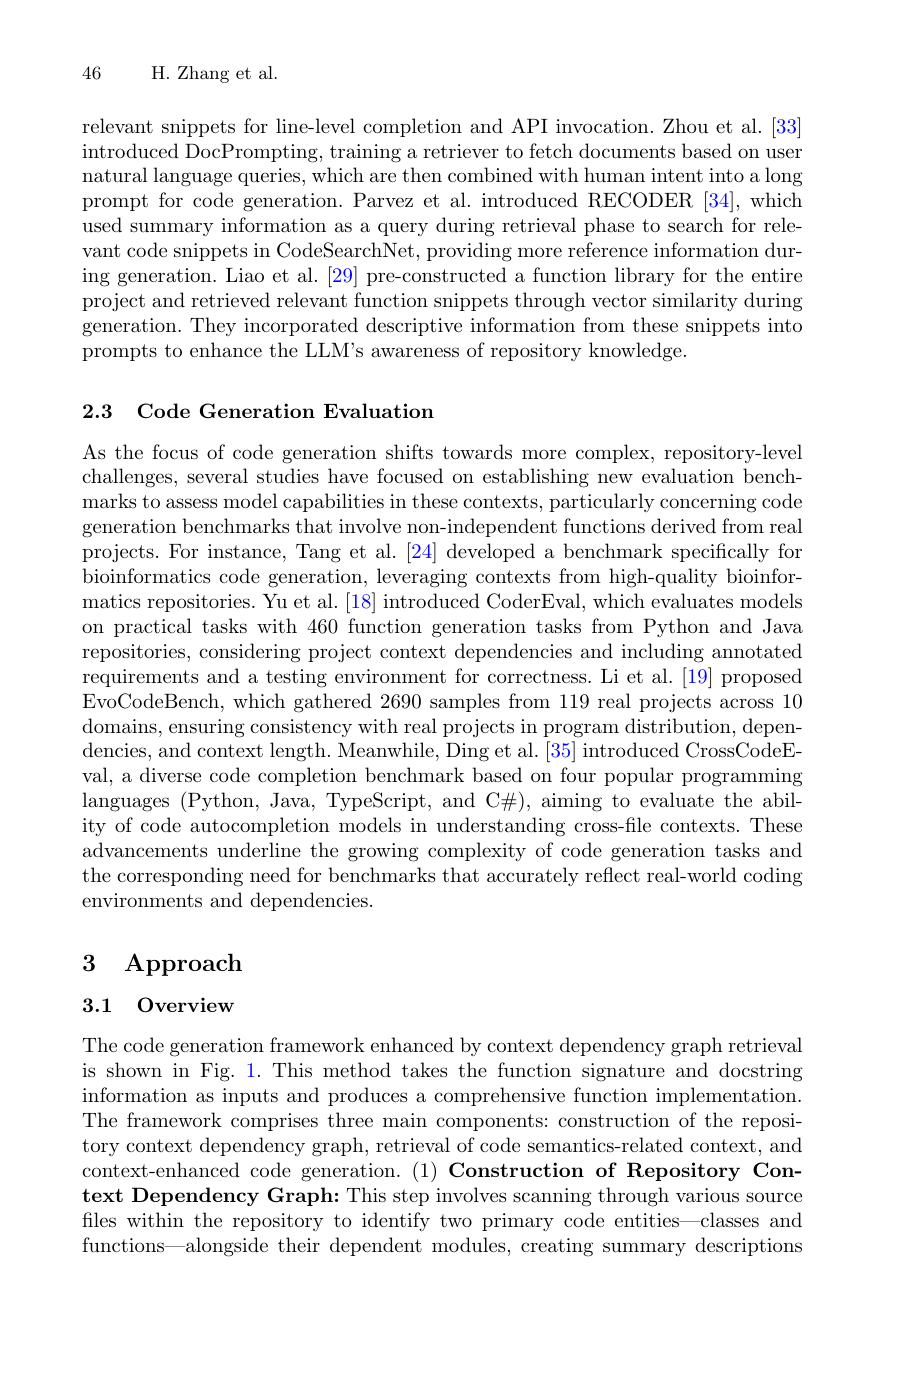 46 H. Zhang et al.
relevant snippets for line-level completion and API invocation. Zhou et al. [33]
introduced DocPrompting, training a retriever to fetch documents based on user
natural language queries, which are then combined with human intent into a long
prompt for code generation. Parvez et al. introduced RECODER [34], which
used summary information as a query during retrieval phase to search for rele-
vant code snippets in CodeSearchNet, providing more reference information dur-
ing generation. Liao et al. [29] pre-constructed a function library for the entire
project and retrieved relevant function snippets through vector similarity during
generation. They incorporated descriptive information from these snippets into
prompts to enhance the LLM's awareness of repository knowledge.
2.3 Code Generation Evaluation
As the focus of code generation shifts towards more complex, repository-level
challenges, several studies have focused on establishing new evaluation bench-
marks to assess model capabilities in these contexts, particularly concerning code
generation benchmarks that involve non-independent functions derived from real
projects. For instance, Tang et al. [24] developed a benchmark specifically for
bioinformatics code generation, leveraging contexts from high-quality bioinfor-
matics repositories. Yu et al. [18] introduced CoderEval, which evaluates models
on practical tasks with 460 function generation tasks from Python and Java
repositories, considering project context dependencies and including annotated
requirements and a testing environment for correctness. Li et al. [19] proposed
EvoCodeBench, which gathered 2690 samples from 119 real projects across 10
domains, ensuring consistency with real projects in program distribution, depen-
dencies, and context length. Meanwhile, Ding et al. [35] introduced CrossCodeE-
val, a diverse code completion benchmark based on four popular programming
languages (Python, Java, TypeScript, and C#), aiming to evaluate the abil-
ity of code autocompletion models in understanding cross-file contexts. These
advancements underline the growing complexity of code generation tasks and
the corresponding need for benchmarks that accurately reflect real-world coding
environments and dependencies.
3 Approach
3.1 Overview
The code generation framework enhanced by context dependency graph retrieval
is shown in Fig. 1. This method takes the function signature and docstring
information as inputs and produces a comprehensive function implementation.
The framework comprises three main components: construction of the reposi-
tory context dependency graph, retrieval of code semantics-related context, and
context-enhanced code generation. (1) Construction of Repository Con-
text Dependency Graph: This step involves scanning through various source
files within the repository to identify two primary code entities—classes and
functions—alongside their dependent modules, creating summary descriptions